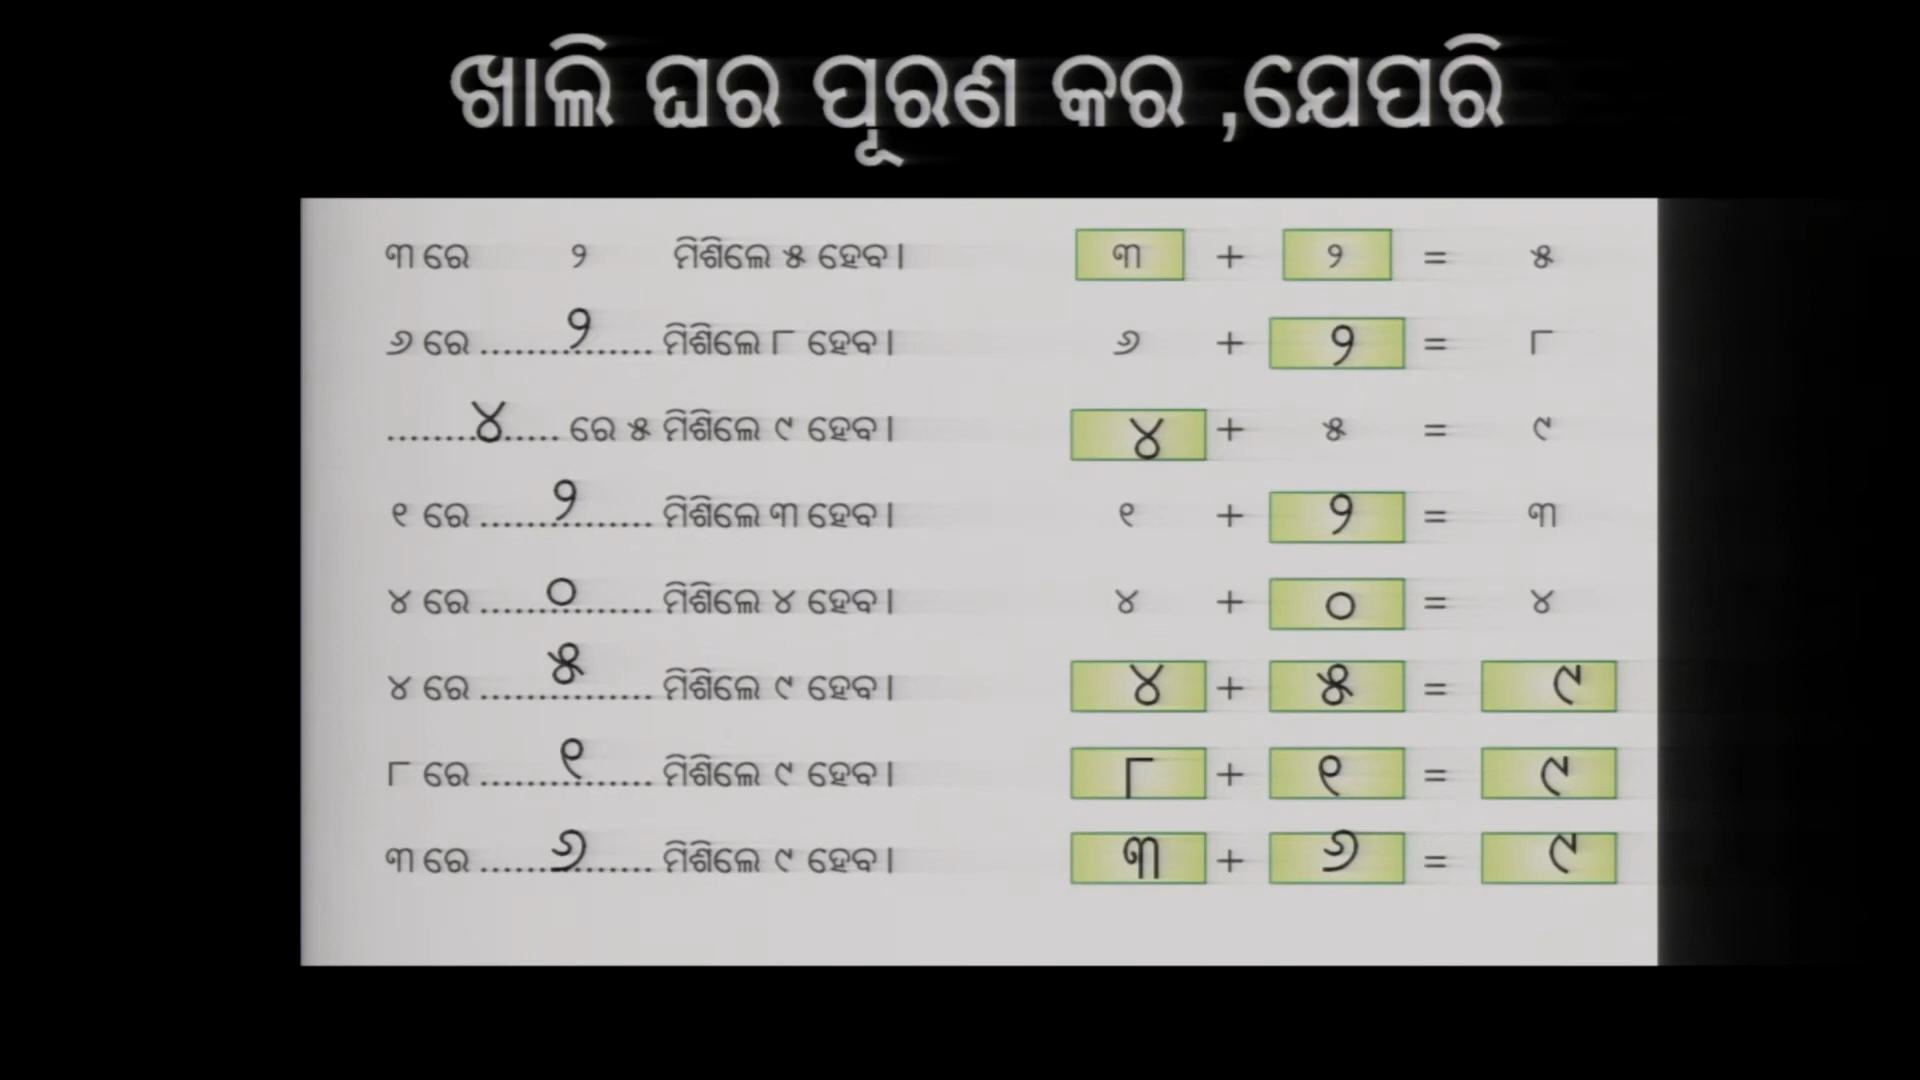 ଖାଲି ଘର ପୂରଣ କର ,ଯେପରି
୩ ରେ ୨ ମିଶିଲେ ୫ ହେବ। ୩ + ୨ = ୫
୬ ରେ ........ ୨ ........ ମିଶିଲେ ୮ ହେବ। ୬ + ୨ = ୮
........ ୪ ........ ରେ ୫ ମିଶିଲେ ୯ ହେବ। ୪ + ୫ = ୯
୧ ରେ ........ ୨ ........ ମିଶିଲେ ୩ ହେବ। ୧ + ୨ = ୩
୪ ରେ ........ ୦ ........ ମିଶିଲେ ୪ ହେବ। ୪ + ୦ = ୪
୪ ରେ ........ ୫ ........ ମିଶିଲେ ୯ ହେବ। ୪ + ୫ = ୯
୮ ରେ ........ ୧ ........ ମିଶିଲେ ୯ ହେବ। ୮ + ୧ = ୯
୩ ରେ ........ ୬ ........ ମିଶିଲେ ୯ ହେବ। ୩ + ୬ = ୯